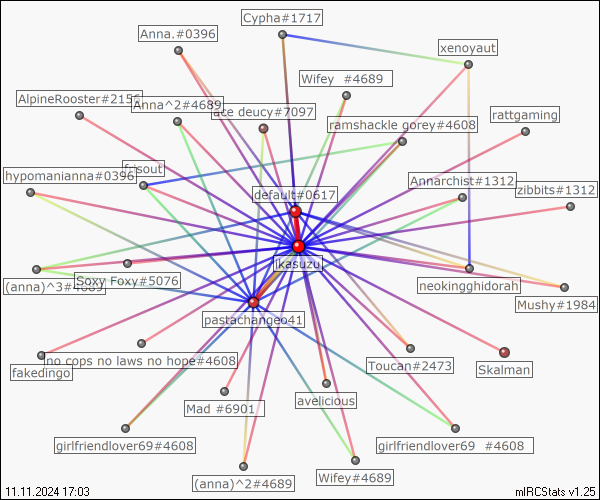 Cypha#1717
Anna.#0396
xenoyaut
Wifey  #4689
AlpineRooster#2156
Anna^2#4689
ace deucy#7097
ramshackle gorey#4608
rattgaming
frisout
hypomanianna#0396
default#0617
Annarchist#1312
zibbits#1312
ikasuzu
(anna)^3#4689
Soxy Foxy#5076
neokingghidorah
Mushy#1984
pastachangeo41
no cops no laws no hope#4608
fakedingo
Toucan#2473
Skalman
Mad #6901
avelicious
girlfriendlover69#4608
girlfriendlover69  #4608
(anna)^2#4689
Wifey#4689
11.11.2024 17:03
mIRCStats v1.25